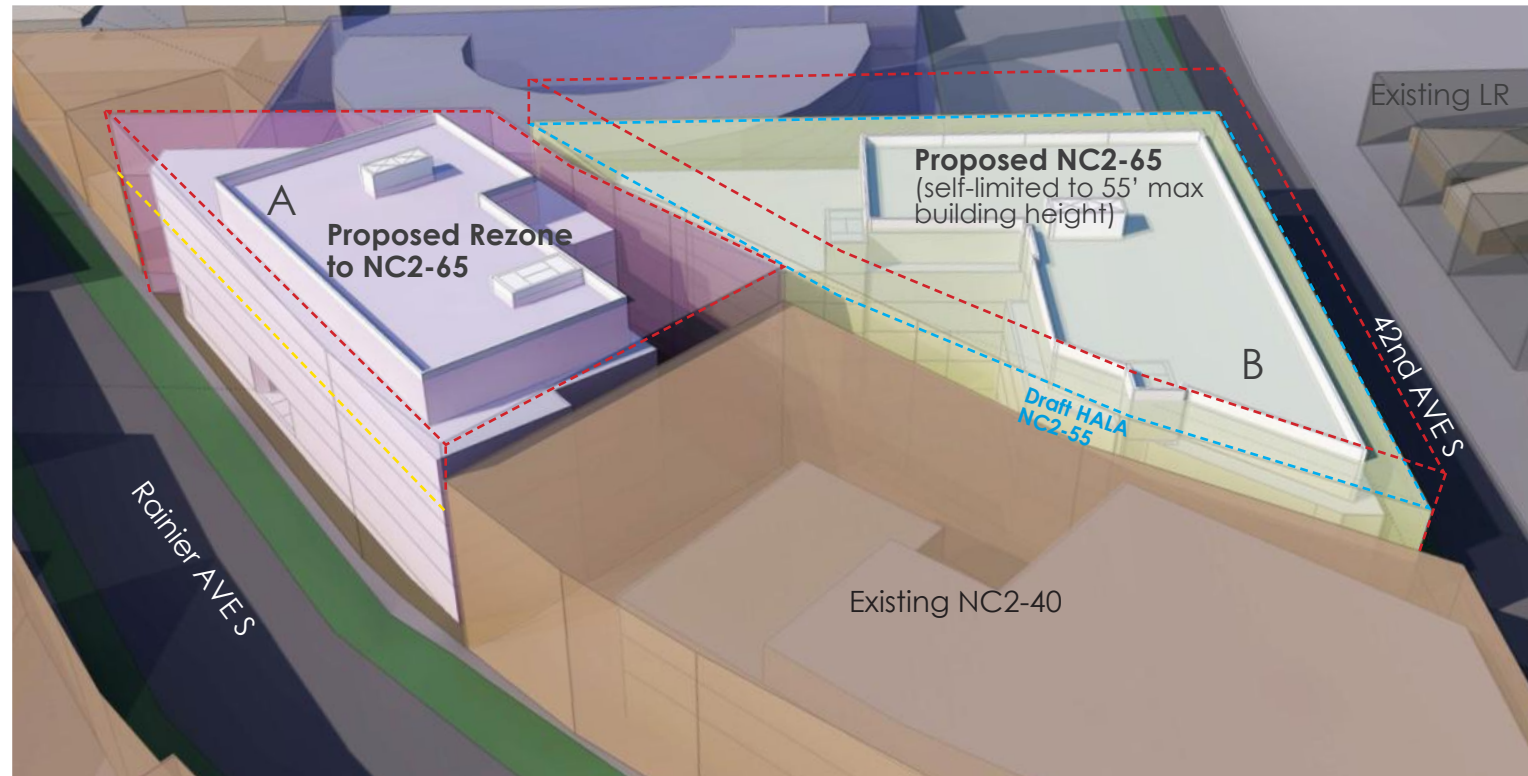 Existing LR
Proposed NC2-65
(self-limited to 55’ max
building height)
A
Proposed Rezone
to NC2-65
42nd AVE S
B
Draft HALA
NC2-55
Rainier AVE S
Existing NC2-40